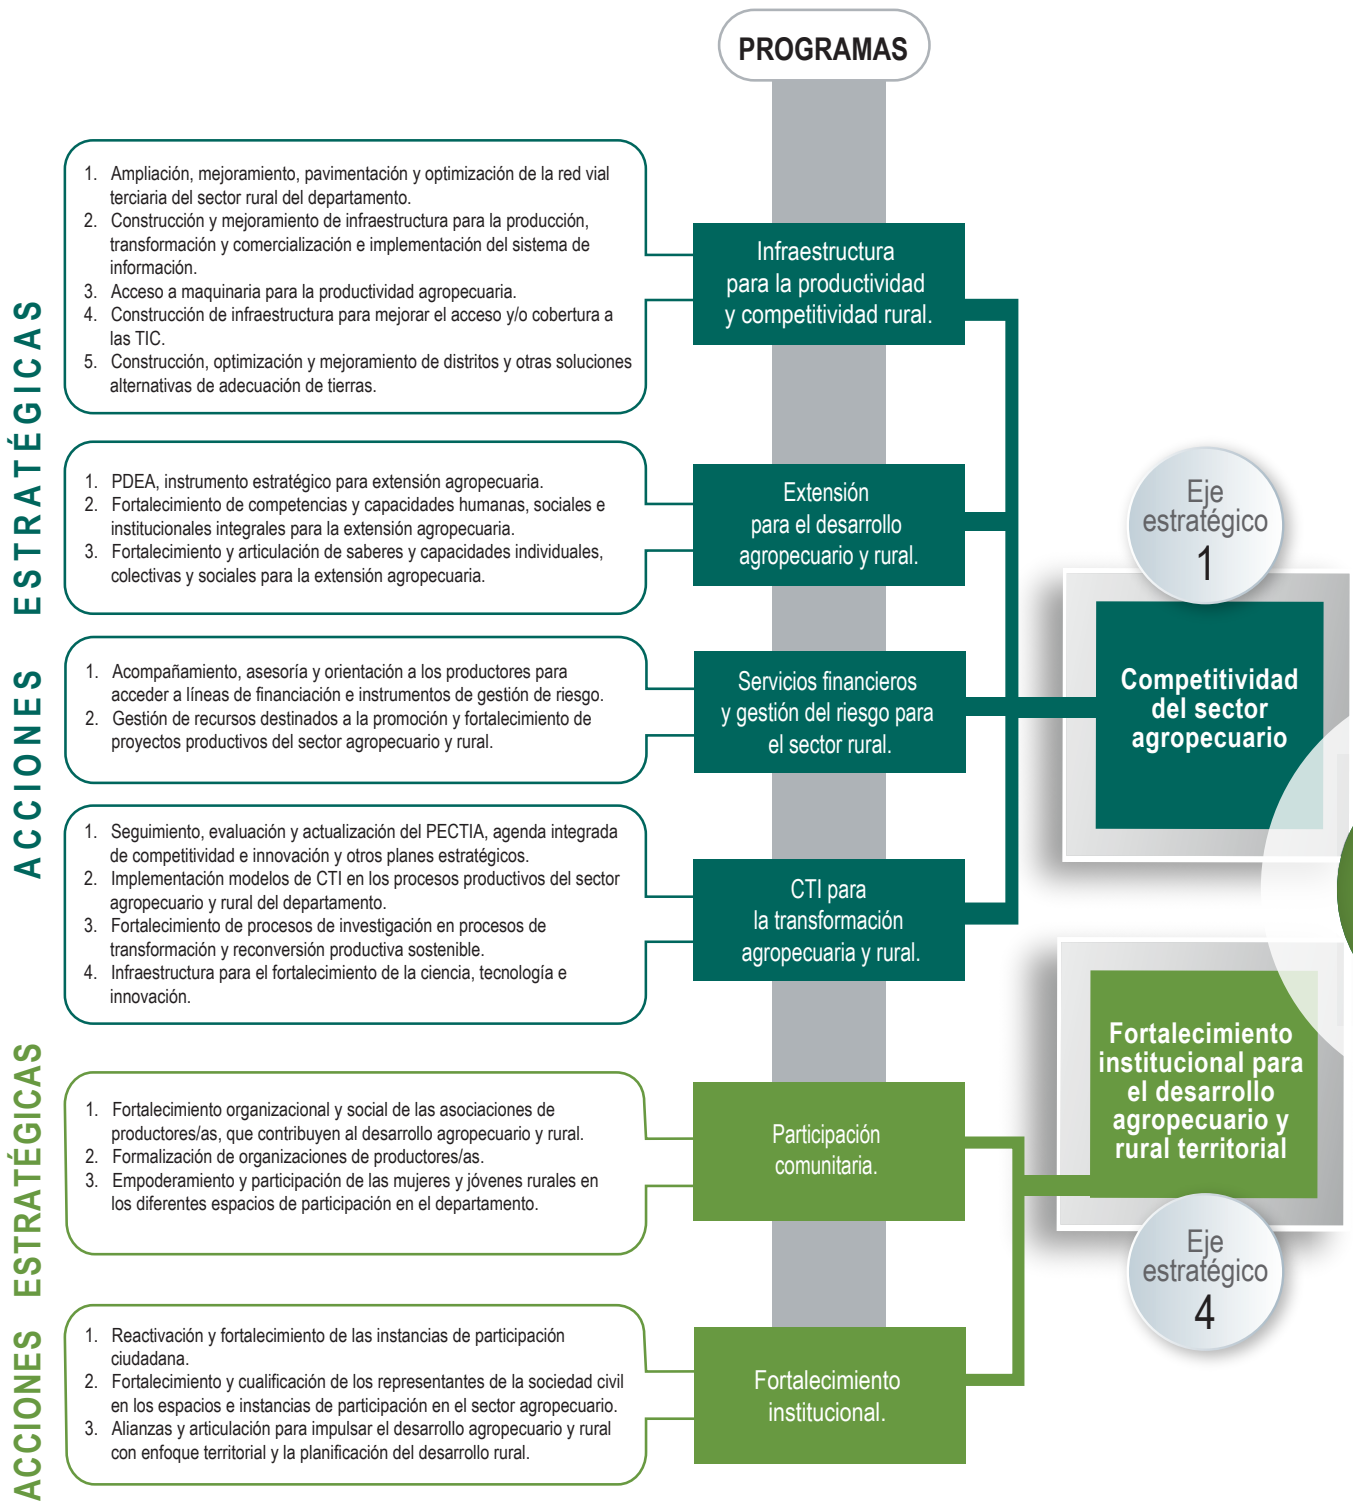 PROGRAMAS
ACCIONES ESTRATÉGICAS
1. Ampliación, mejoramiento, pavimentación y optimización de la red vial
terciaria del sector rural del departamento.
2. Construcción y mejoramiento de infraestructura para la producción,
transformación y comercialización e implementación del sistema de
información.
3. Acceso a maquinaria para la productividad agropecuaria.
4. Construcción de infraestructura para mejorar el acceso y/o cobertura a
las TIC.
5. Construcción, optimización y mejoramiento de distritos y otras soluciones
alternativas de adecuación de tierras.
Infraestructura
para la productividad
y competitividad rural.
1. PDEA, instrumento estratégico para extensión agropecuaria.
2. Fortalecimiento de competencias y capacidades humanas, sociales e
institucionales integrales para la extensión agropecuaria.
3. Fortalecimiento y articulación de saberes y capacidades individuales,
colectivas y sociales para la extensión agropecuaria.
Extensión
para el desarrollo
agropecuario y rural.
1. Acompañamiento, asesoría y orientación a los productores para
acceder a líneas de financiación e instrumentos de gestión de riesgo.
2. Gestión de recursos destinados a la promoción y fortalecimiento de
proyectos productivos del sector agropecuario y rural.
Servicios financieros
y gestión del riesgo para
el sector rural.
1. Seguimiento, evaluación y actualización del PECTIA, agenda integrada
de competitividad e innovación y otros planes estratégicos.
2. Implementación modelos de CTI en los procesos productivos del sector
agropecuario y rural del departamento.
3. Fortalecimiento de procesos de investigación en procesos de
transformación y reconversión productiva sostenible.
4. Infraestructura para el fortalecimiento de la ciencia, tecnología e
innovación.
CTI para
la transformación
agropecuaria y rural.
Eje
estratégico
1
Competitividad
del sector
agropecuario
ACCIONES ESTRATÉGICAS
1. Fortalecimiento organizacional y social de las asociaciones de
productores/as, que contribuyen al desarrollo agropecuario y rural.
2. Formalización de organizaciones de productores/as.
3. Empoderamiento y participación de las mujeres y jóvenes rurales en
los diferentes espacios de participación en el departamento.
Participación
comunitaria.
1. Reactivación y fortalecimiento de las instancias de participación
ciudadana.
2. Fortalecimiento y cualificación de los representantes de la sociedad civil
en los espacios e instancias de participación en el sector agropecuario.
3. Alianzas y articulación para impulsar el desarrollo agropecuario y rural
con enfoque territorial y la planificación del desarrollo rural.
Fortalecimiento
institucional.
Fortalecimiento
institucional para
el desarrollo
agropecuario y
rural territorial
Eje
estratégico
4